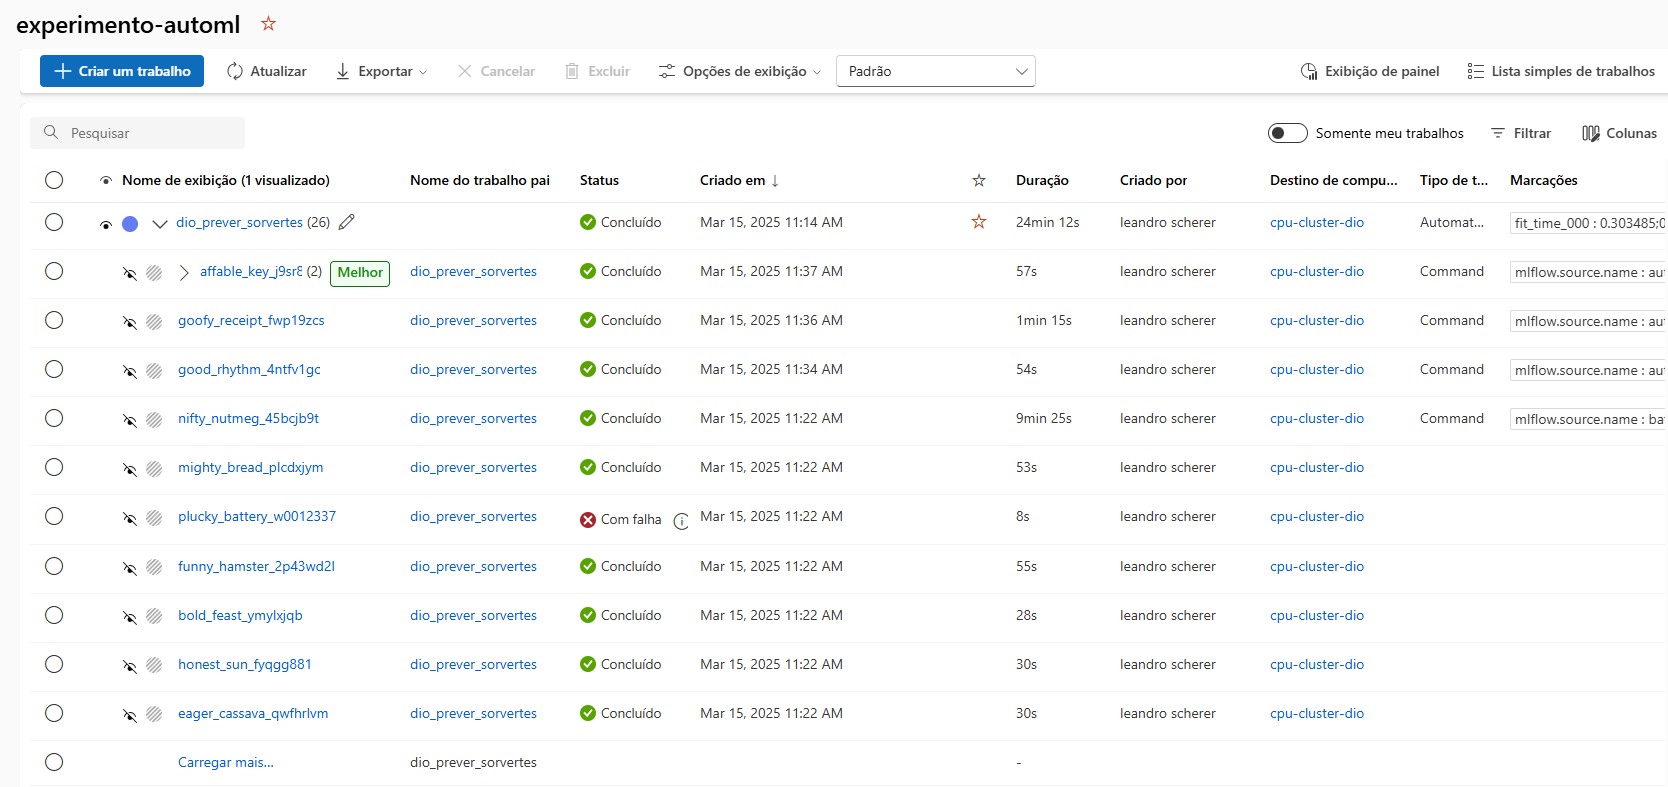 experimento-automl
Criar um trabalho Atualizar Exportar Cancelar Excluir Opções de exibição Padrão Exibição de painel Lista simples de trabalhos
Pesquisar Somente meu trabalhos Filtrar Colunas
Nome de exibição (1 visualizado) Nome do trabalho pai Status Criado em ↓ Duração Criado por Destino de compu... Tipo de t... Marcações
dio_prever_sorvertes (26) Concluído Mar 15, 2025 11:14 AM 24min 12s leandro scherer cpu-cluster-dio Automat... fit_time_000 : 0.303485;0
affable_key_j9sr8 (2) Melhor dio_prever_sorvertes Concluído Mar 15, 2025 11:37 AM 57s leandro scherer cpu-cluster-dio Command mlflow.source.name : au
goofy_receipt_fwp19zcs dio_prever_sorvertes Concluído Mar 15, 2025 11:36 AM 1min 15s leandro scherer cpu-cluster-dio Command mlflow.source.name : au
good_rhythm_4ntfv1gc dio_prever_sorvertes Concluído Mar 15, 2025 11:34 AM 54s leandro scherer cpu-cluster-dio Command mlflow.source.name : au
nifty_nutmeg_45bcjb9t dio_prever_sorvertes Concluído Mar 15, 2025 11:22 AM 9min 25s leandro scherer cpu-cluster-dio Command mlflow.source.name : ba
mighty_bread_plcdxjym dio_prever_sorvertes Concluído Mar 15, 2025 11:22 AM 53s leandro scherer cpu-cluster-dio
plucky_battery_w0012337 dio_prever_sorvertes Com falha Mar 15, 2025 11:22 AM 8s leandro scherer cpu-cluster-dio
funny_hamster_2p43wd2l dio_prever_sorvertes Concluído Mar 15, 2025 11:22 AM 55s leandro scherer cpu-cluster-dio
bold_feast_ymylxjqb dio_prever_sorvertes Concluído Mar 15, 2025 11:22 AM 28s leandro scherer cpu-cluster-dio
honest_sun_fyqgg881 dio_prever_sorvertes Concluído Mar 15, 2025 11:22 AM 30s leandro scherer cpu-cluster-dio
eager_cassava_qwfhrlvm dio_prever_sorvertes Concluído Mar 15, 2025 11:22 AM 30s leandro scherer cpu-cluster-dio
Carregar mais... dio_prever_sorvertes -